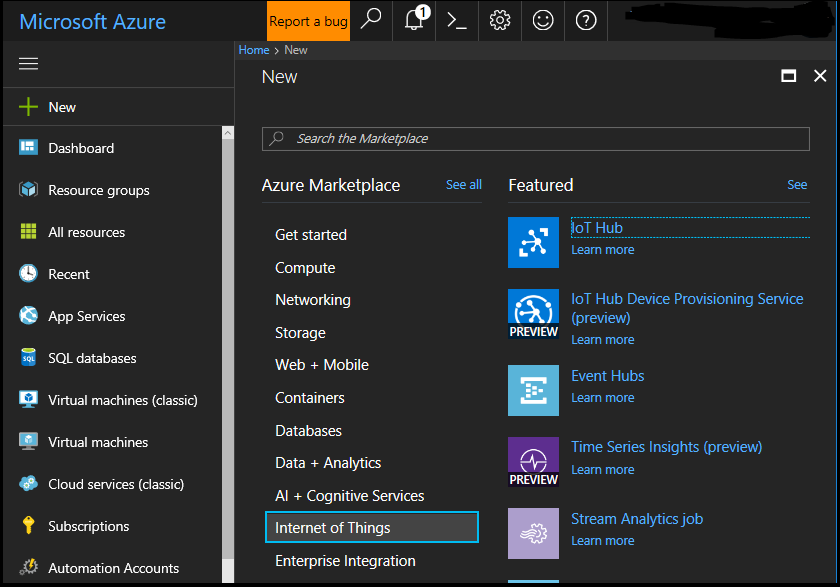 Microsoft Azure
Report a bug
1
Home > New
New
Search the Marketplace
New
Dashboard
Resource groups
All resources
Recent
App Services
SQL
SQL databases
Virtual machines (classic)
Virtual machines
Cloud services (classic)
Subscriptions
Automation Accounts
Azure Marketplace
See all
Get started
Compute
Networking
Storage
Web + Mobile
Containers
Databases
Data + Analytics
AI + Cognitive Services
Internet of Things
Enterprise Integration
Featured
See
IoT Hub
Learn more
PREVIEW
IoT Hub Device Provisioning Service
(preview)
Learn more
Event Hubs
Learn more
PREVIEW
Time Series Insights (preview)
Learn more
Stream Analytics job
Learn more